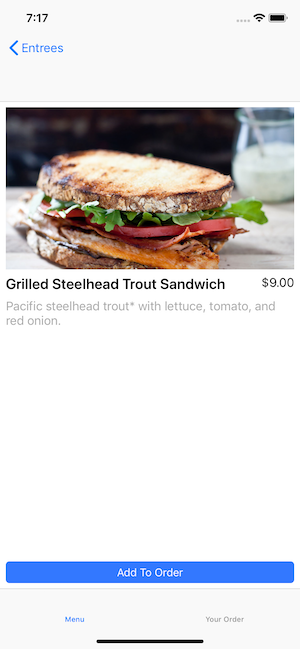 7:17
Entrees
Grilled Steelhead Trout Sandwich $9.00
Pacific steelhead trout* with lettuce, tomato, and
red onion.
Add To Order
Menu Your Order